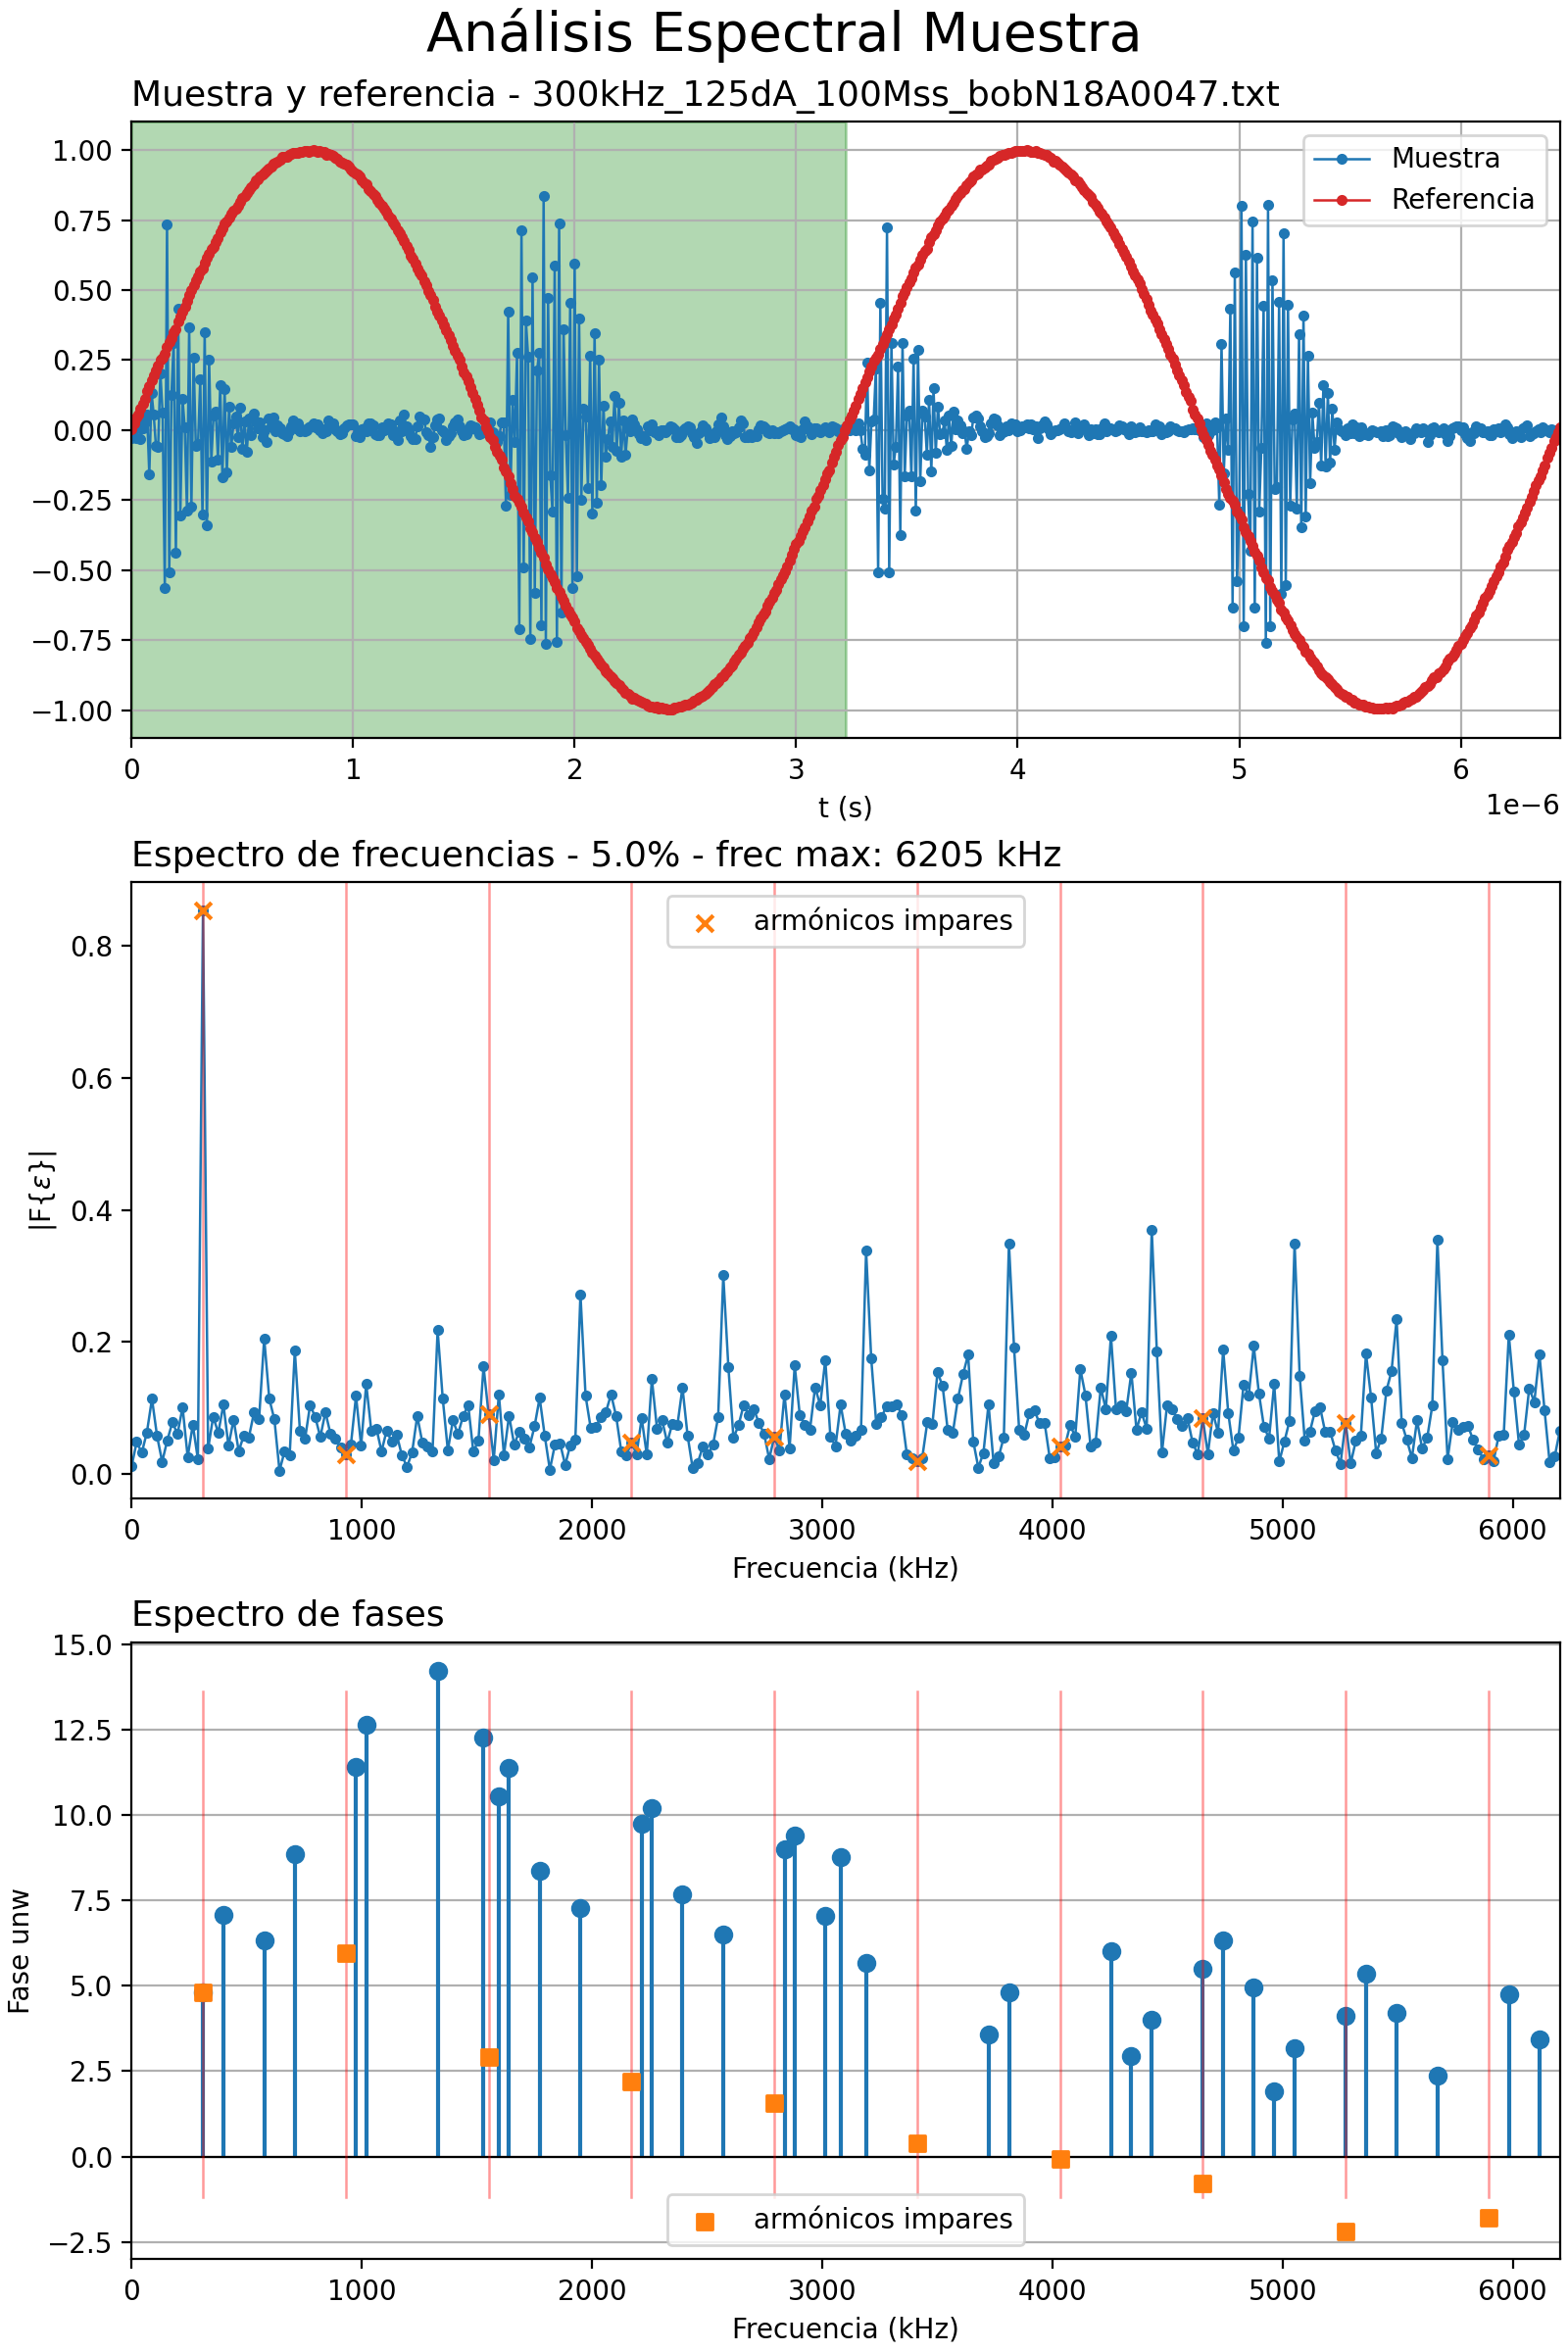 Análisis Espectral Muestra
Muestra y referencia - 300kHz_125dA_100Mss_bobN18A0047.txt
1.00
0.75
0.50
0.25
0.00
−0.25
−0.50
−0.75
−1.00
Muestra
Referencia
0 1 2 3 4 5 6
t (s)
1e−6
Espectro de frecuencias - 5.0% - frec max: 6205 kHz
armónicos impares
0.8
0.6
0.4
0.2
0.0
|F{ε}|
0 1000 2000 3000 4000 5000 6000
Frecuencia (kHz)
Espectro de fases
15.0
12.5
10.0
7.5
5.0
2.5
0.0
−2.5
Fase unw
armónicos impares
0 1000 2000 3000 4000 5000 6000
Frecuencia (kHz)